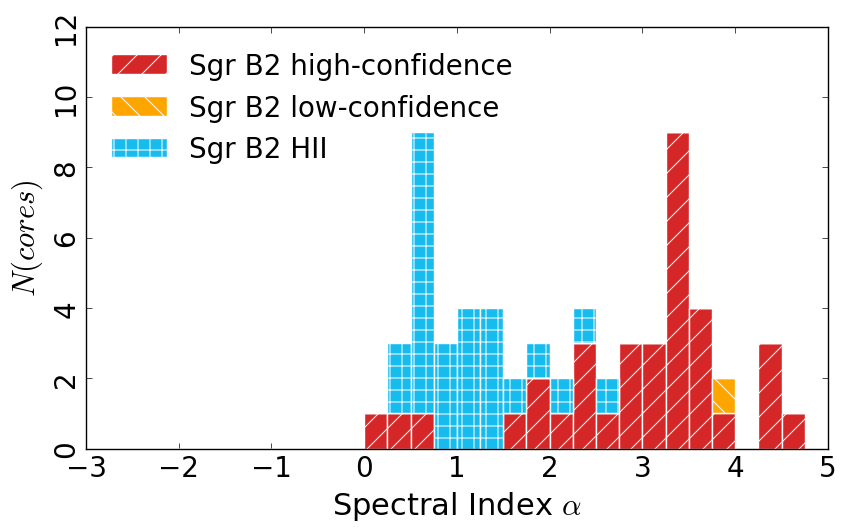 12
10
8
6
4
2
0
N(cores)
Sgr B2 high-confidence
Sgr B2 low-confidence
Sgr B2 HII
−3 −2 −1 0 1 2 3 4 5
Spectral Index α